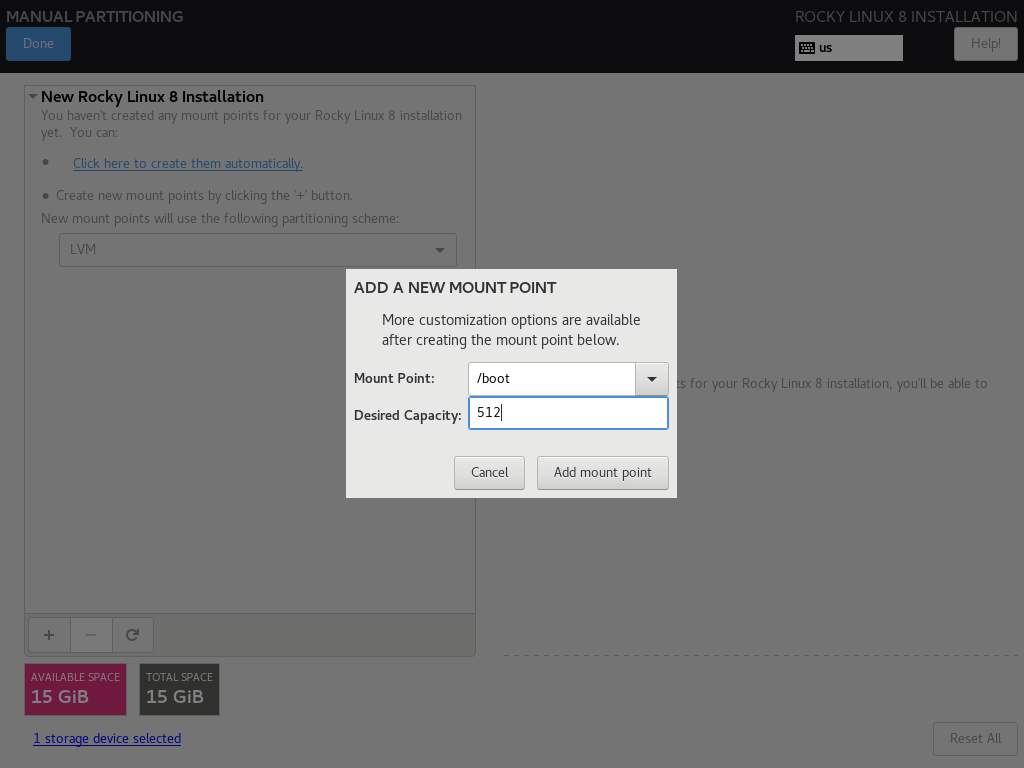 MANUAL PARTITIONING
ROCKY LINUX 8 INSTALLATION
Done
us
Help!
New Rocky Linux 8 Installation
You haven't created any mount points for your Rocky Linux 8 installation
yet. You can:
• Click here to create them automatically.
• Create new mount points by clicking the '+' button.
New mount points will use the following partitioning scheme:
LVM
ADD A NEW MOUNT POINT
More customization options are available
after creating the mount point below.
Mount Point:
/boot
Desired Capacity:
512
Cancel
Add mount point
for your Rocky Linux 8 installation, you'll be able to
+
−
AVAILABLE SPACE
15 GiB
TOTAL SPACE
15 GiB
1 storage device selected
Reset All